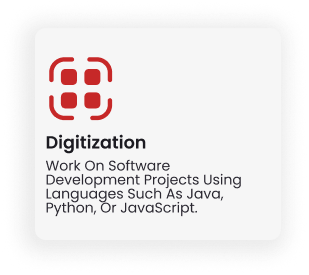 Digitization
Work On Software
Development Projects Using
Languages Such As Java,
Python, Or JavaScript.